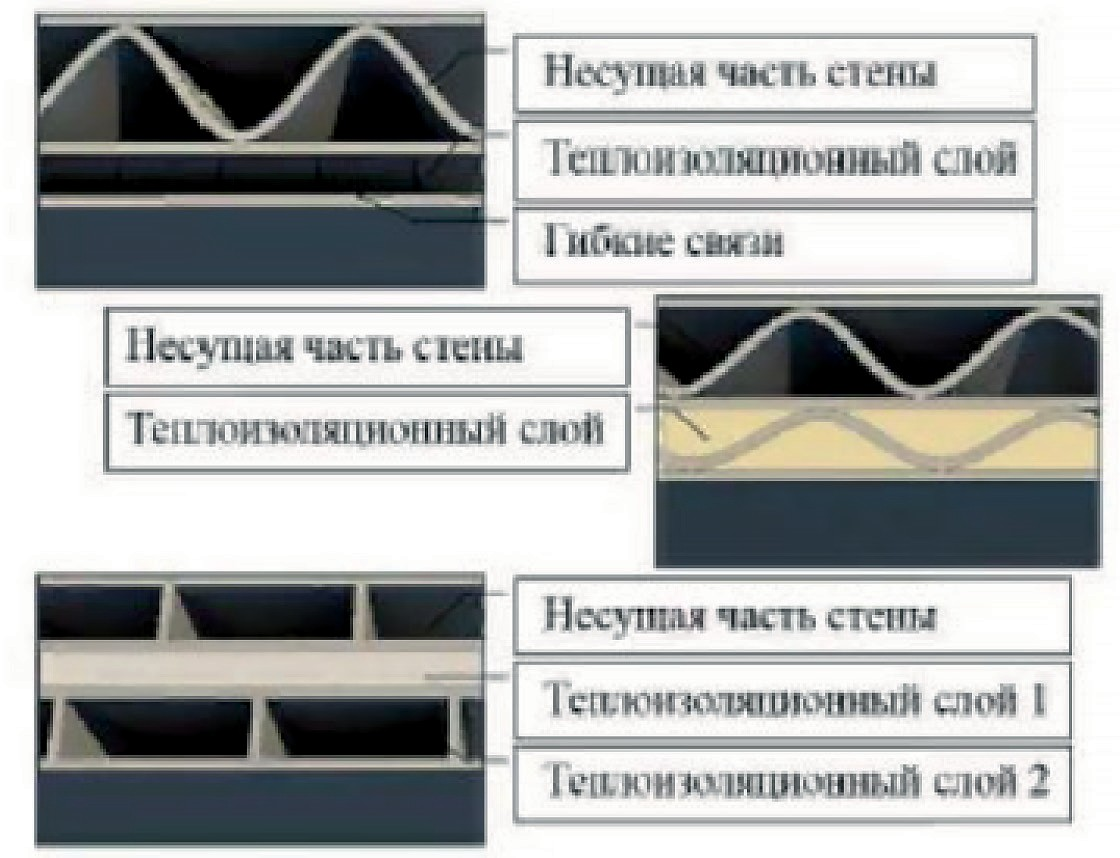 Несущая часть стены
Теплоизоляционный слой
Гибкие связи
Несущая часть стены
Теплоизоляционный слой
Несущая часть стены
Теплоизоляционный слой 1
Теплоизоляционный слой 2